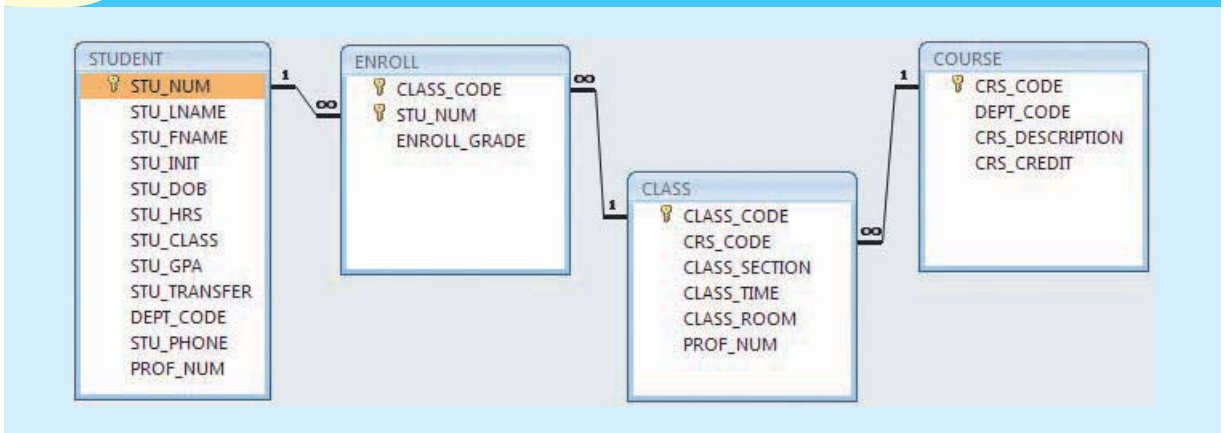 STUDENT
STU_NUM
STU_LNAME
STU_FNAME
STU_INIT
STU_DOB
STU_HRS
STU_CLASS
STU_GPA
STU_TRANSFER
DEPT_CODE
STU_PHONE
PROF_NUM
1
∞
ENROLL
CLASS_CODE
STU_NUM
ENROLL_GRADE
∞
1
CLASS
CLASS_CODE
CRS_CODE
CLASS_SECTION
CLASS_TIME
CLASS_ROOM
PROF_NUM
∞
1
COURSE
CRS_CODE
DEPT_CODE
CRS_DESCRIPTION
CRS_CREDIT